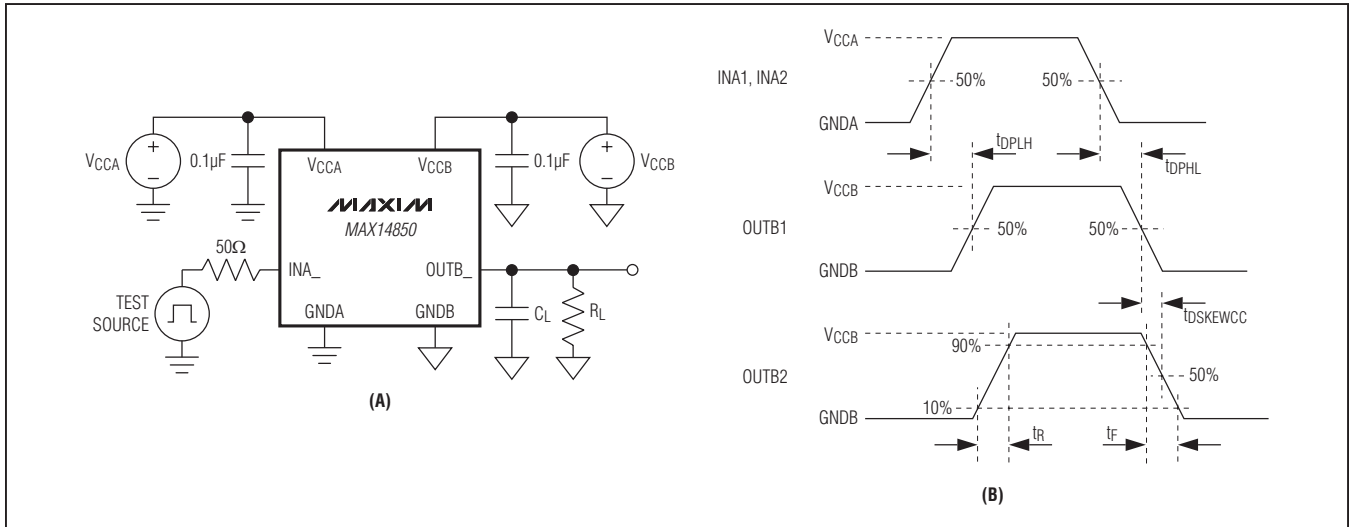 VCCA
0.1µF
VCCA
VCCB
0.1µF
VCCB
MAXIM
MAX14850
50Ω
INA_
OUTB_
TEST
SOURCE
GNDA
GNDB
CL
RL
(A)
VCCA
INA1, INA2
50%
50%
GNDA
tDPLH
tDPHL
VCCB
OUTB1
50%
50%
GNDB
tDSKEWCC
VCCB
90%
OUTB2
50%
10%
GNDB
tR
tF
(B)